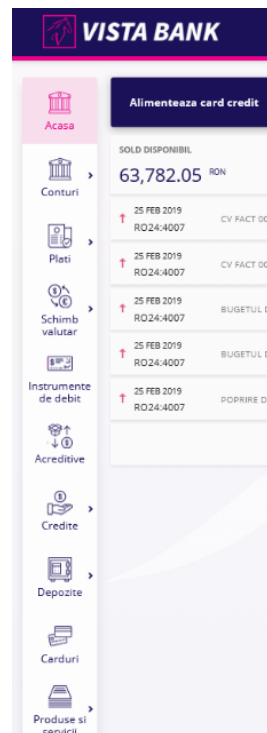 VISTA BANK
Acasa
Conturi
Plati
Schimb
valutar
Instrumente
de debit
Acreditive
Credite
Depozite
Carduri
Produse si
servicii
Alimenteaza card credit
SOLD DISPONIBIL
63,782.05 RON
25 FEB 2019
RO24:4007
CV FACT
25 FEB 2019
RO24:4007
CV FACT
25 FEB 2019
RO24:4007
BUGETUL
25 FEB 2019
RO24:4007
BUGETUL
25 FEB 2019
RO24:4007
POPRIRE